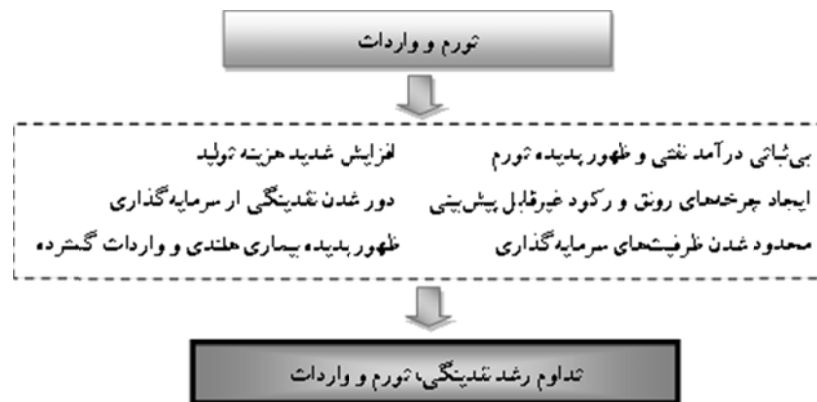 تورم و واردات
بی‌ثباتی درآمد نفتی و ظهور پدیده تورم
ایجاد چرخه‌های رونق و رکود غیرقابل پیش‌بینی
محدود شدن ظرفیت‌های سرمایه‌گذاری
افزایش شدید هزینه تولید
دور شدن نقدینگی از سرمایه‌گذاری
ظهور پدیده بیماری هلندی و واردات گسترده
تداوم رشد نقدینگی، تورم و واردات